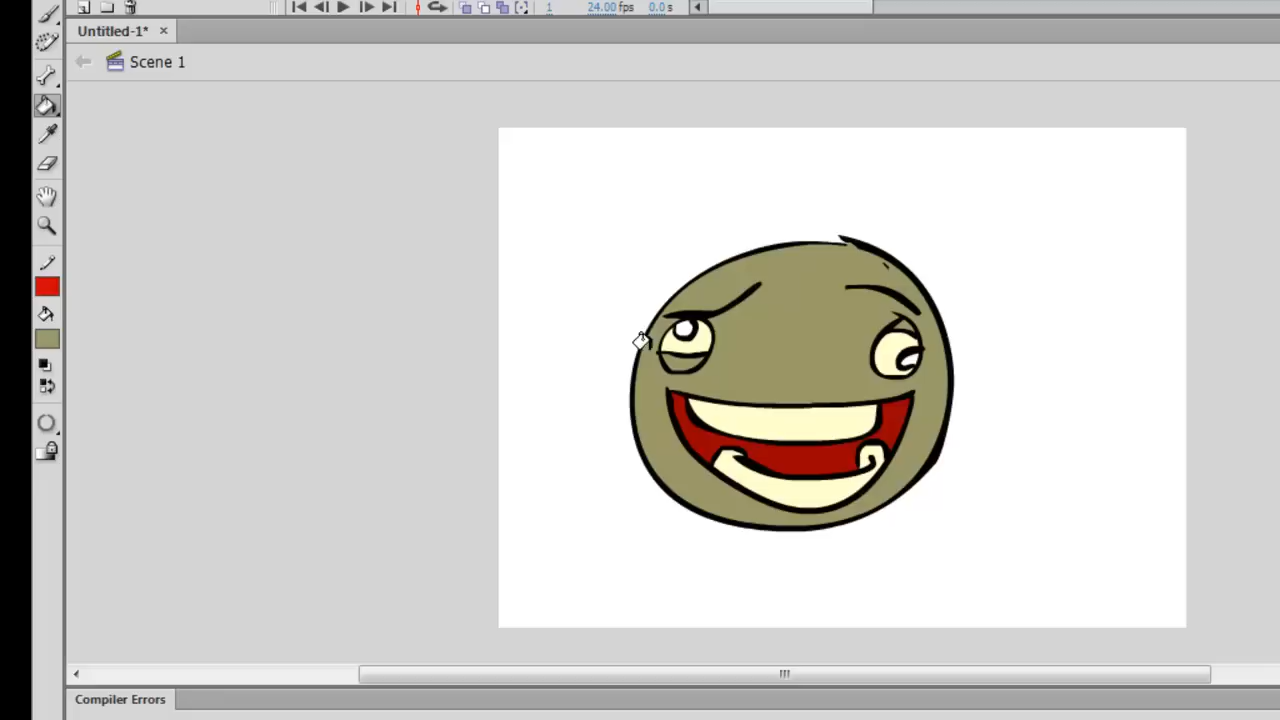 1 24.00 fps 0.0 s
Untitled-1*
Scene 1
Compiler Errors